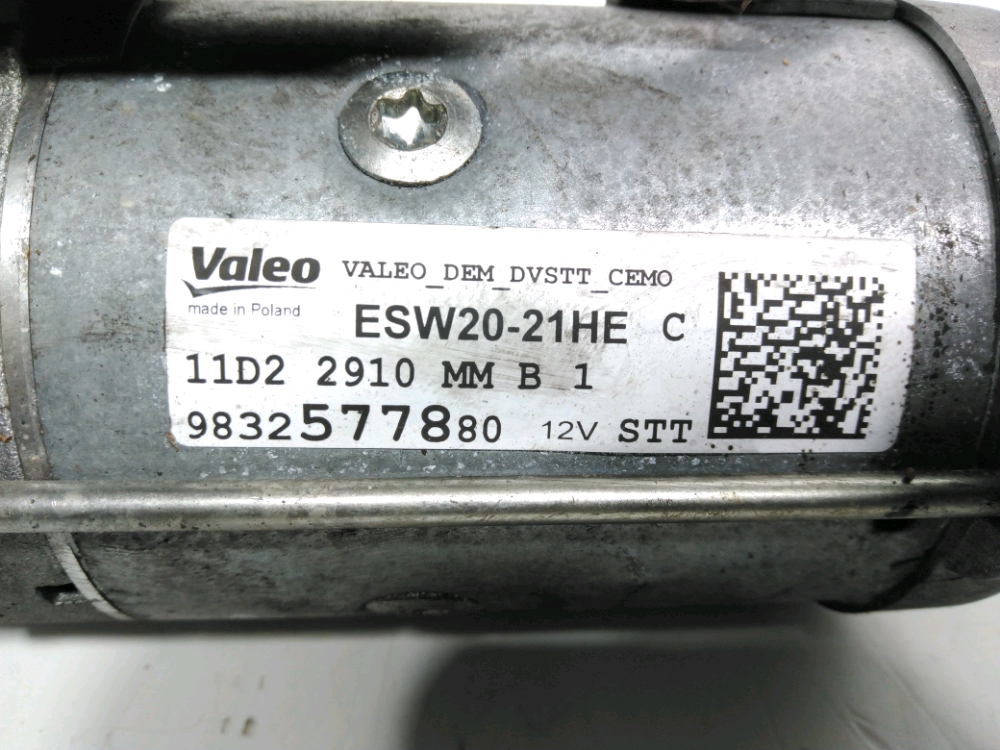 Valeo VALEO_DEM_DVSTT_CEMO
made in Poland
ESW20-21HE C
11D2 2910 MM B 1
9832577880 12V STT